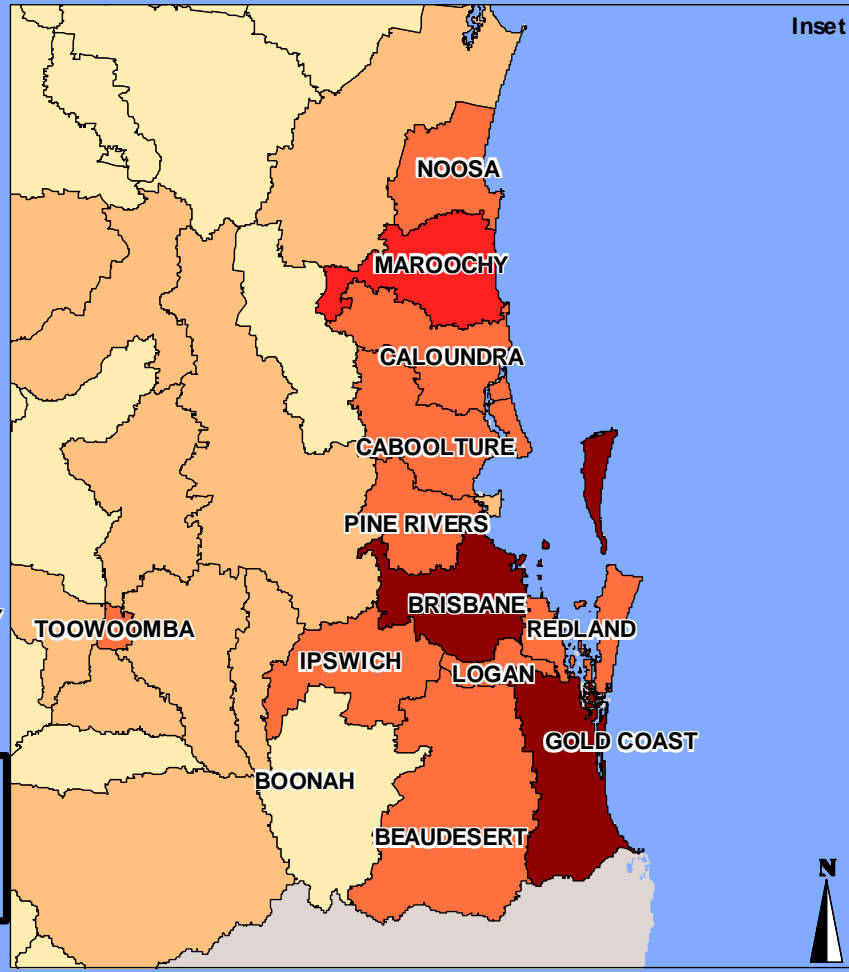 Inset
NOOSA
MAROOCHY
CALOUNDRA
CABOOLTURE
PINE RIVERS
BRISBANE
TOOWOOMBA
REDLAND
IPSWICH
LOGAN
GOLD COAST
BOONAH
BEAUDESERT
N